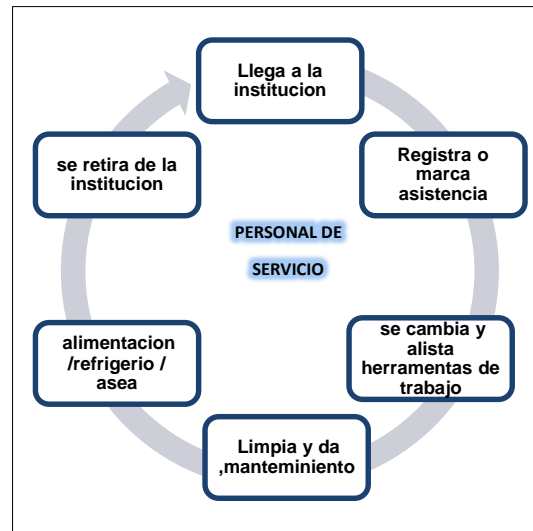 Llega a la
institucion
Registra o
marca
asistencia
se cambia y
alista
herramentas de
trabajo
Limpia y da
,manteminiento
alimentacion
/refrigerio /
asea
se retira de la
institucion
PERSONAL DE
SERVICIO